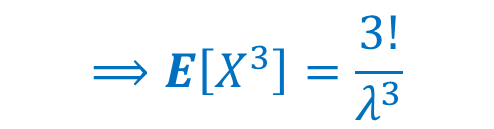 ⟹ E[X³] = 3!/λ³